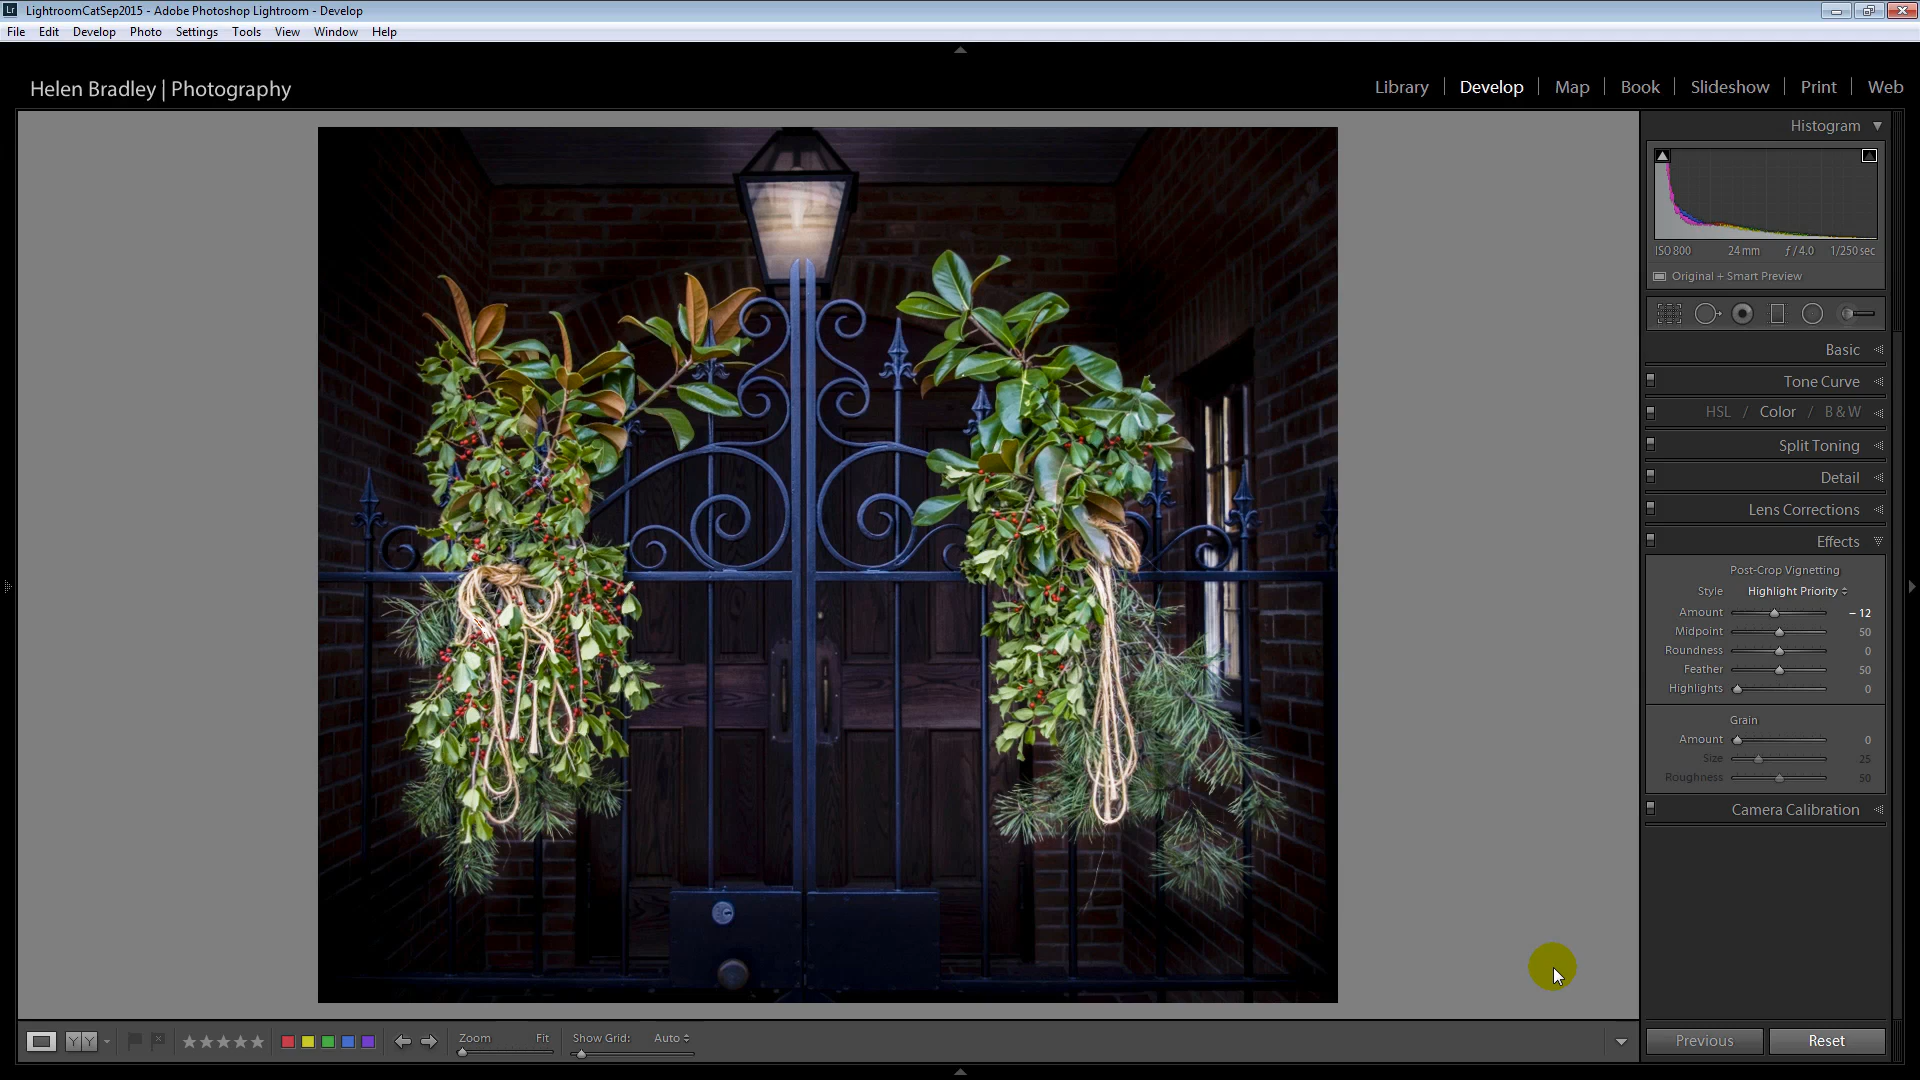 LightroomCatSep2015 - Adobe Photoshop Lightroom - Develop
File Edit Develop Photo Settings Tools View Window Help
Helen Bradley | Photography
Library Develop Map Book Slideshow Print Web
Histogram
ISO 800 24 mm ƒ / 4.0 1/250 sec
Original + Smart Preview
Basic
Tone Curve
HSL / Color / B & W
Split Toning
Detail
Lens Corrections
Effects
Post-Crop Vignetting
Style Highlight Priority
Amount – 12
Midpoint 50
Roundness 0
Feather 50
Highlights 0
Grain
Amount 0
Size 25
Roughness 50
Camera Calibration
Y Y Zoom Fit Show Grid: Auto
Previous Reset